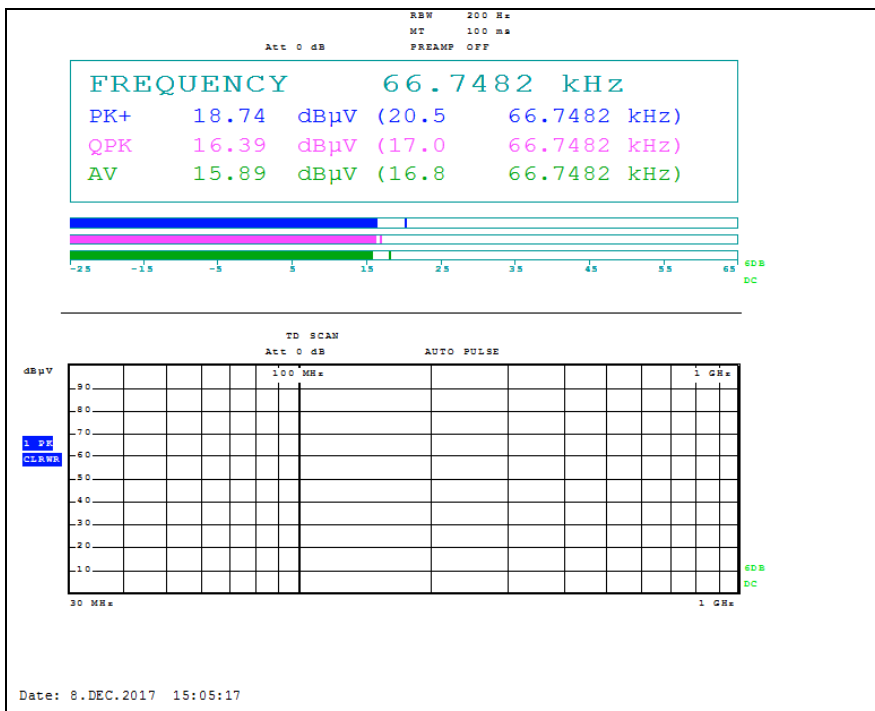 RBW 200 Hz
MT 100 ms
Att 0 dB PREAMP OFF
FREQUENCY 66.7482 kHz
PK+ 18.74 dBµV (20.5 66.7482 kHz)
QPK 16.39 dBµV (17.0 66.7482 kHz)
AV 15.89 dBµV (16.8 66.7482 kHz)
-25 -15 -5 5 15 25 35 45 55 65
6DB
DC
TD SCAN
Att 0 dB AUTO PULSE
dBµV
100 MHz 1 GHz
90
80
70
1 PK
CLRWR
60
50
40
30
20
10
6DB
DC
30 MHz 1 GHz
Date: 8.DEC.2017 15:05:17